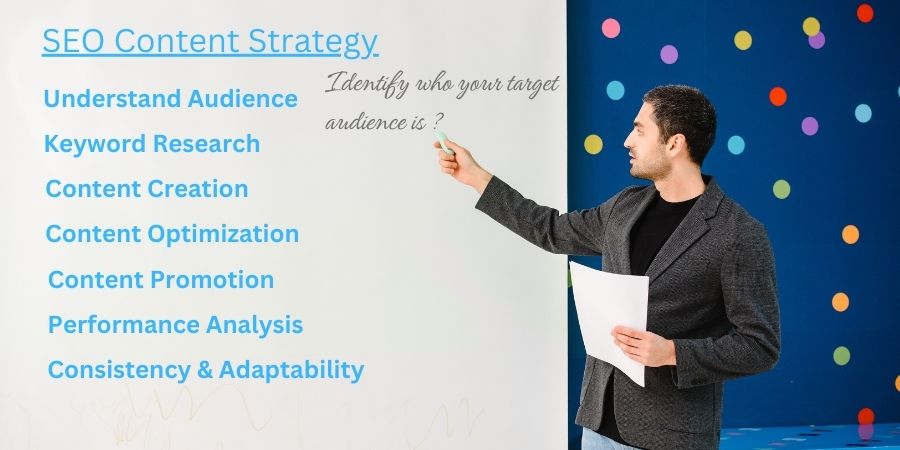 SEO Content Strategy
Understand Audience
Identify who your target
audience is ?
Keyword Research
Content Creation
Content Optimization
Content Promotion
Performance Analysis
Consistency & Adaptability